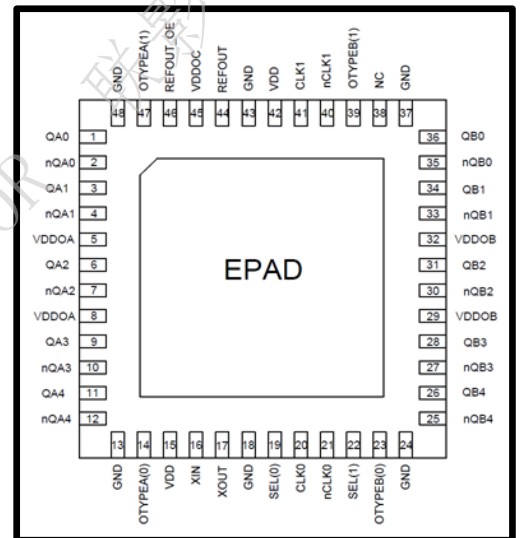 GND OTYPEA(1) REFOUT_OE VDDOC REFOUT GND VDD CLK1 nCLK1 OTYPEB(1) NC GND
48 47 46 45 44 43 42 41 40 39 38 37
QA0 1 36 QB0
nQA0 2 35 nQB0
QA1 3 34 QB1
nQA1 4 33 nQB1
VDDOA 5 32 VDDOB
QA2 6 31 QB2
EPAD
nQA2 7 30 nQB2
VDDOA 8 29 VDDOB
QA3 9 28 QB3
nQA3 10 27 nQB3
QA4 11 26 QB4
nQA4 12 25 nQB4
13 14 15 16 17 18 19 20 21 22 23 24
GND OTYPEA(0) VDD XIN XOUT GND SEL(0) CLK0 nCLK0 SEL(1) OTYPEB(0) GND
OR 联影